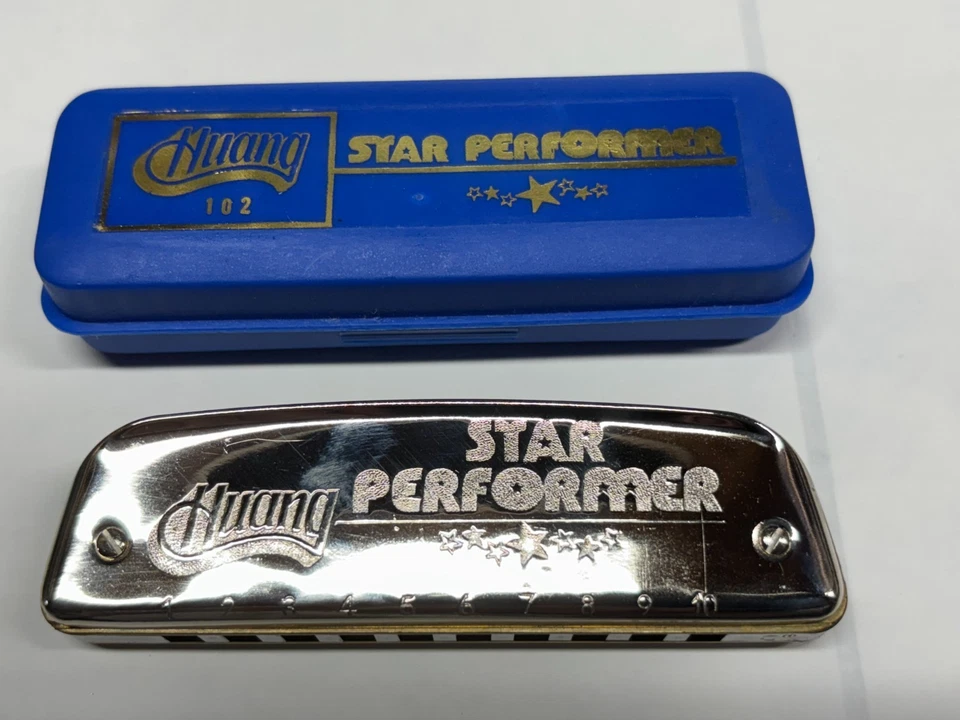 Huang
102
STAR PERFORMER
STAR
PERFORMER
Huang
1 2 3 4 5 6 7 8 9 10